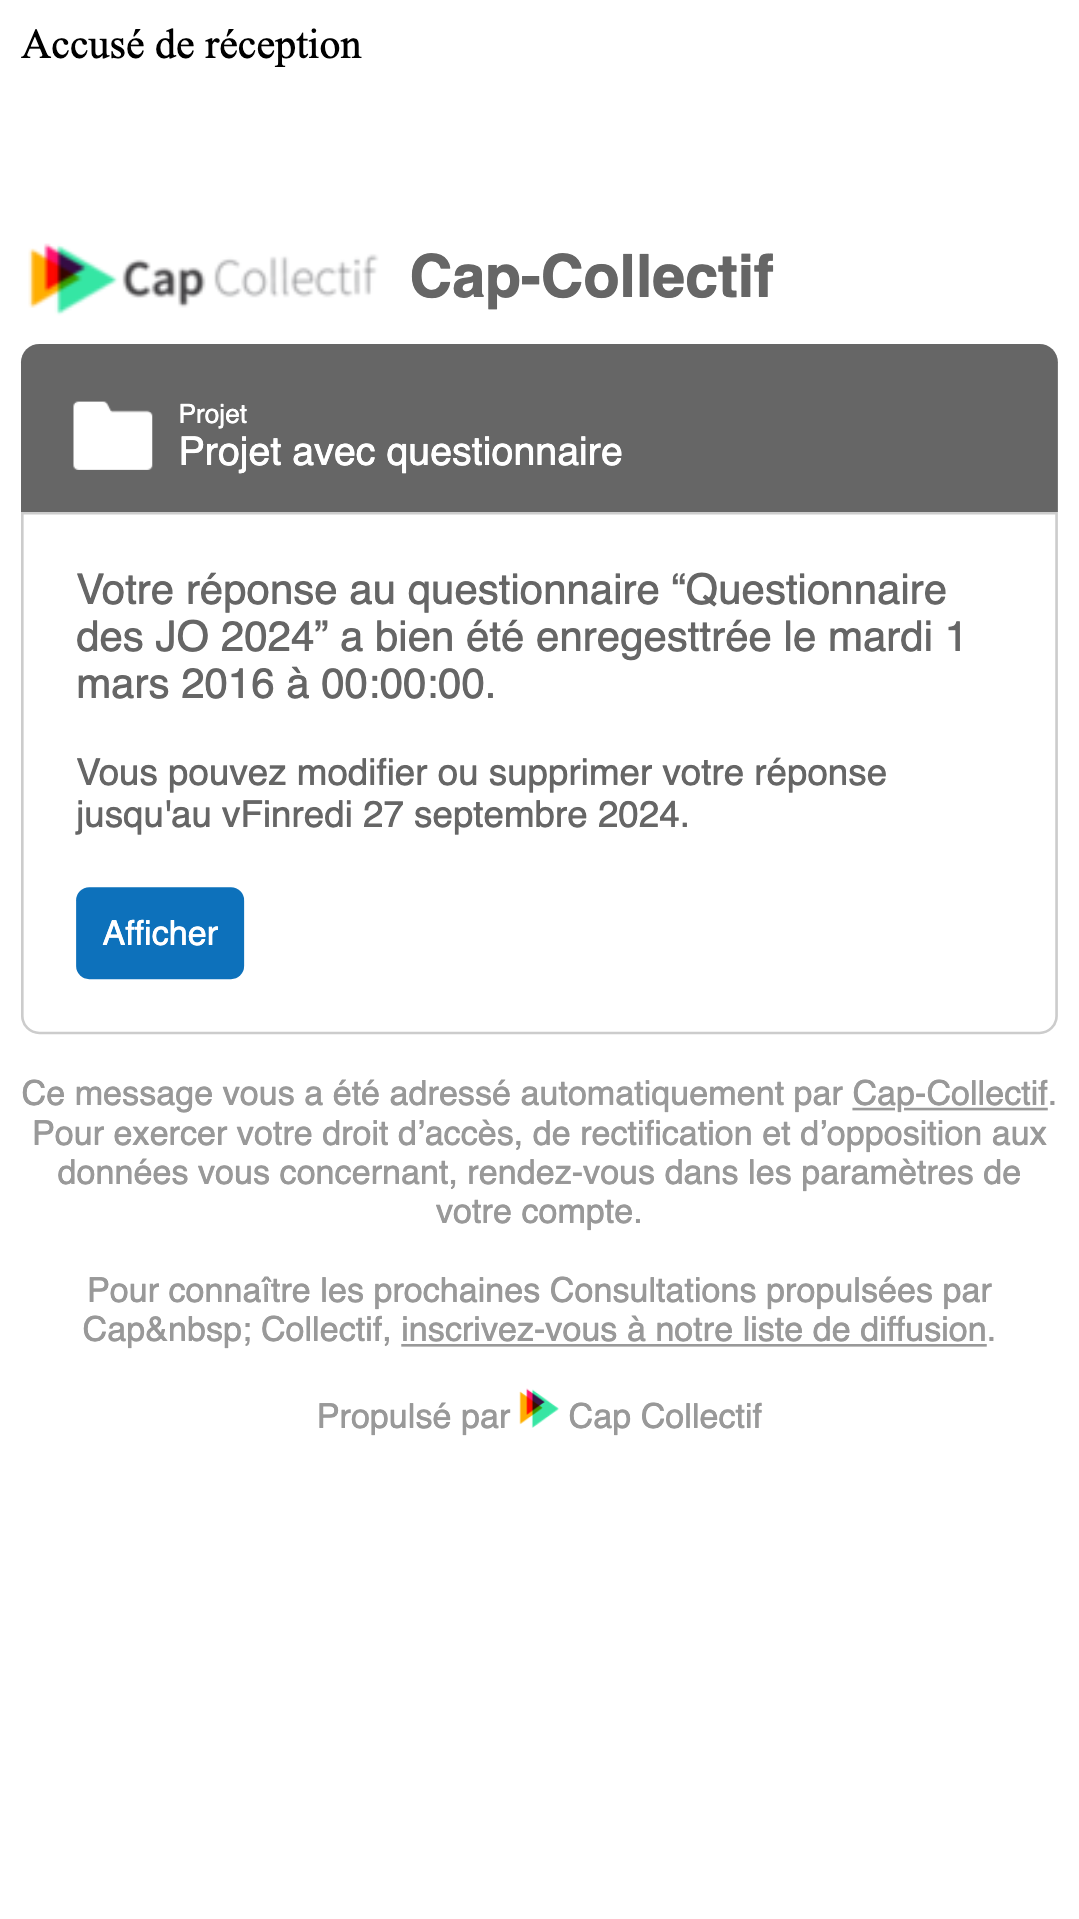 Accusé de réception
Cap Collectif Cap-Collectif
Projet
Projet avec questionnaire
Votre réponse au questionnaire “Questionnaire
des JO 2024” a bien été enregesttrée le mardi 1
mars 2016 à 00:00:00.
Vous pouvez modifier ou supprimer votre réponse
jusqu'au vFinredi 27 septembre 2024.
Afficher
Ce message vous a été adressé automatiquement par Cap-Collectif.
Pour exercer votre droit d’accès, de rectification et d’opposition aux
données vous concernant, rendez-vous dans les paramètres de
votre compte.
Pour connaître les prochaines Consultations propulsées par
Cap&nbsp; Collectif, inscrivez-vous à notre liste de diffusion.
Propulsé par Cap Collectif